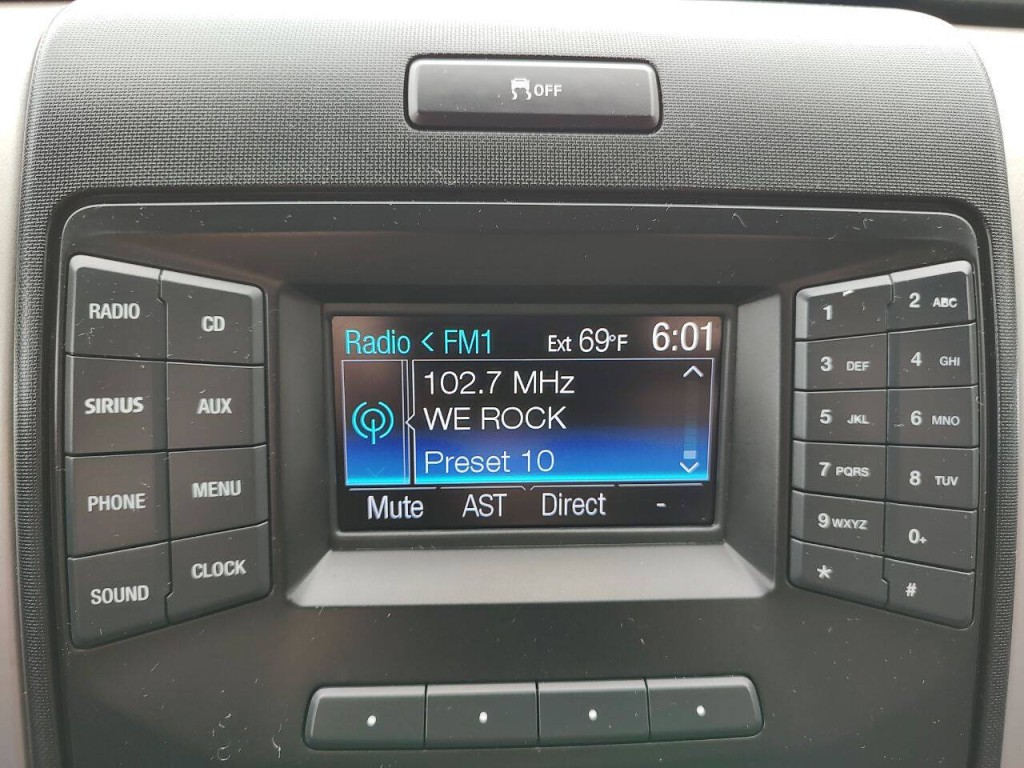 OFF
RADIO
CD
SIRIUS
AUX
PHONE
MENU
SOUND
CLOCK
Radio < FM1 Ext 69°F 6:01
102.7 MHz
WE ROCK
Preset 10
Mute AST Direct -
1
2 ABC
3 DEF
4 GHI
5 JKL
6 MNO
7 PQRS
8 TUV
9 WXYZ
0+
*
#